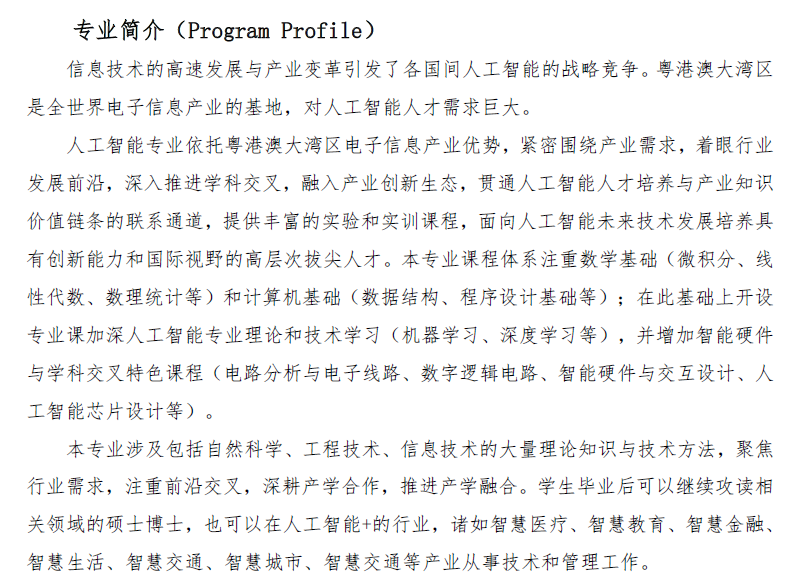 专业简介（Program Profile）
信息技术的高速发展与产业变革引发了各国间人工智能的战略竞争。粤港澳大湾区
是全世界电子信息产业的基地，对人工智能人才需求巨大。
人工智能专业依托粤港澳大湾区电子信息产业优势，紧密围绕产业需求，着眼行业
发展前沿，深入推进学科交叉，融入产业创新生态，贯通人工智能人才培养与产业知识
价值链条的联系通道，提供丰富的实验和实训课程，面向人工智能未来技术发展培养具
有创新能力和国际视野的高层次拔尖人才。本专业课程体系注重数学基础（微积分、线
性代数、数理统计等）和计算机基础（数据结构、程序设计基础等）；在此基础上开设
专业课加深人工智能专业理论和技术学习（机器学习、深度学习等），并增加智能硬件
与学科交叉特色课程（电路分析与电子线路、数字逻辑电路、智能硬件与交互设计、人
工智能芯片设计等）。
本专业涉及包括自然科学、工程技术、信息技术的大量理论知识与技术方法，聚焦
行业需求，注重前沿交叉，深耕产学合作，推进产学融合。学生毕业后可以继续攻读相
关领域的硕士博士，也可以在人工智能+的行业，诸如智慧医疗、智慧教育、智慧金融、
智慧生活、智慧交通、智慧城市、智慧交通等产业从事技术和管理工作。